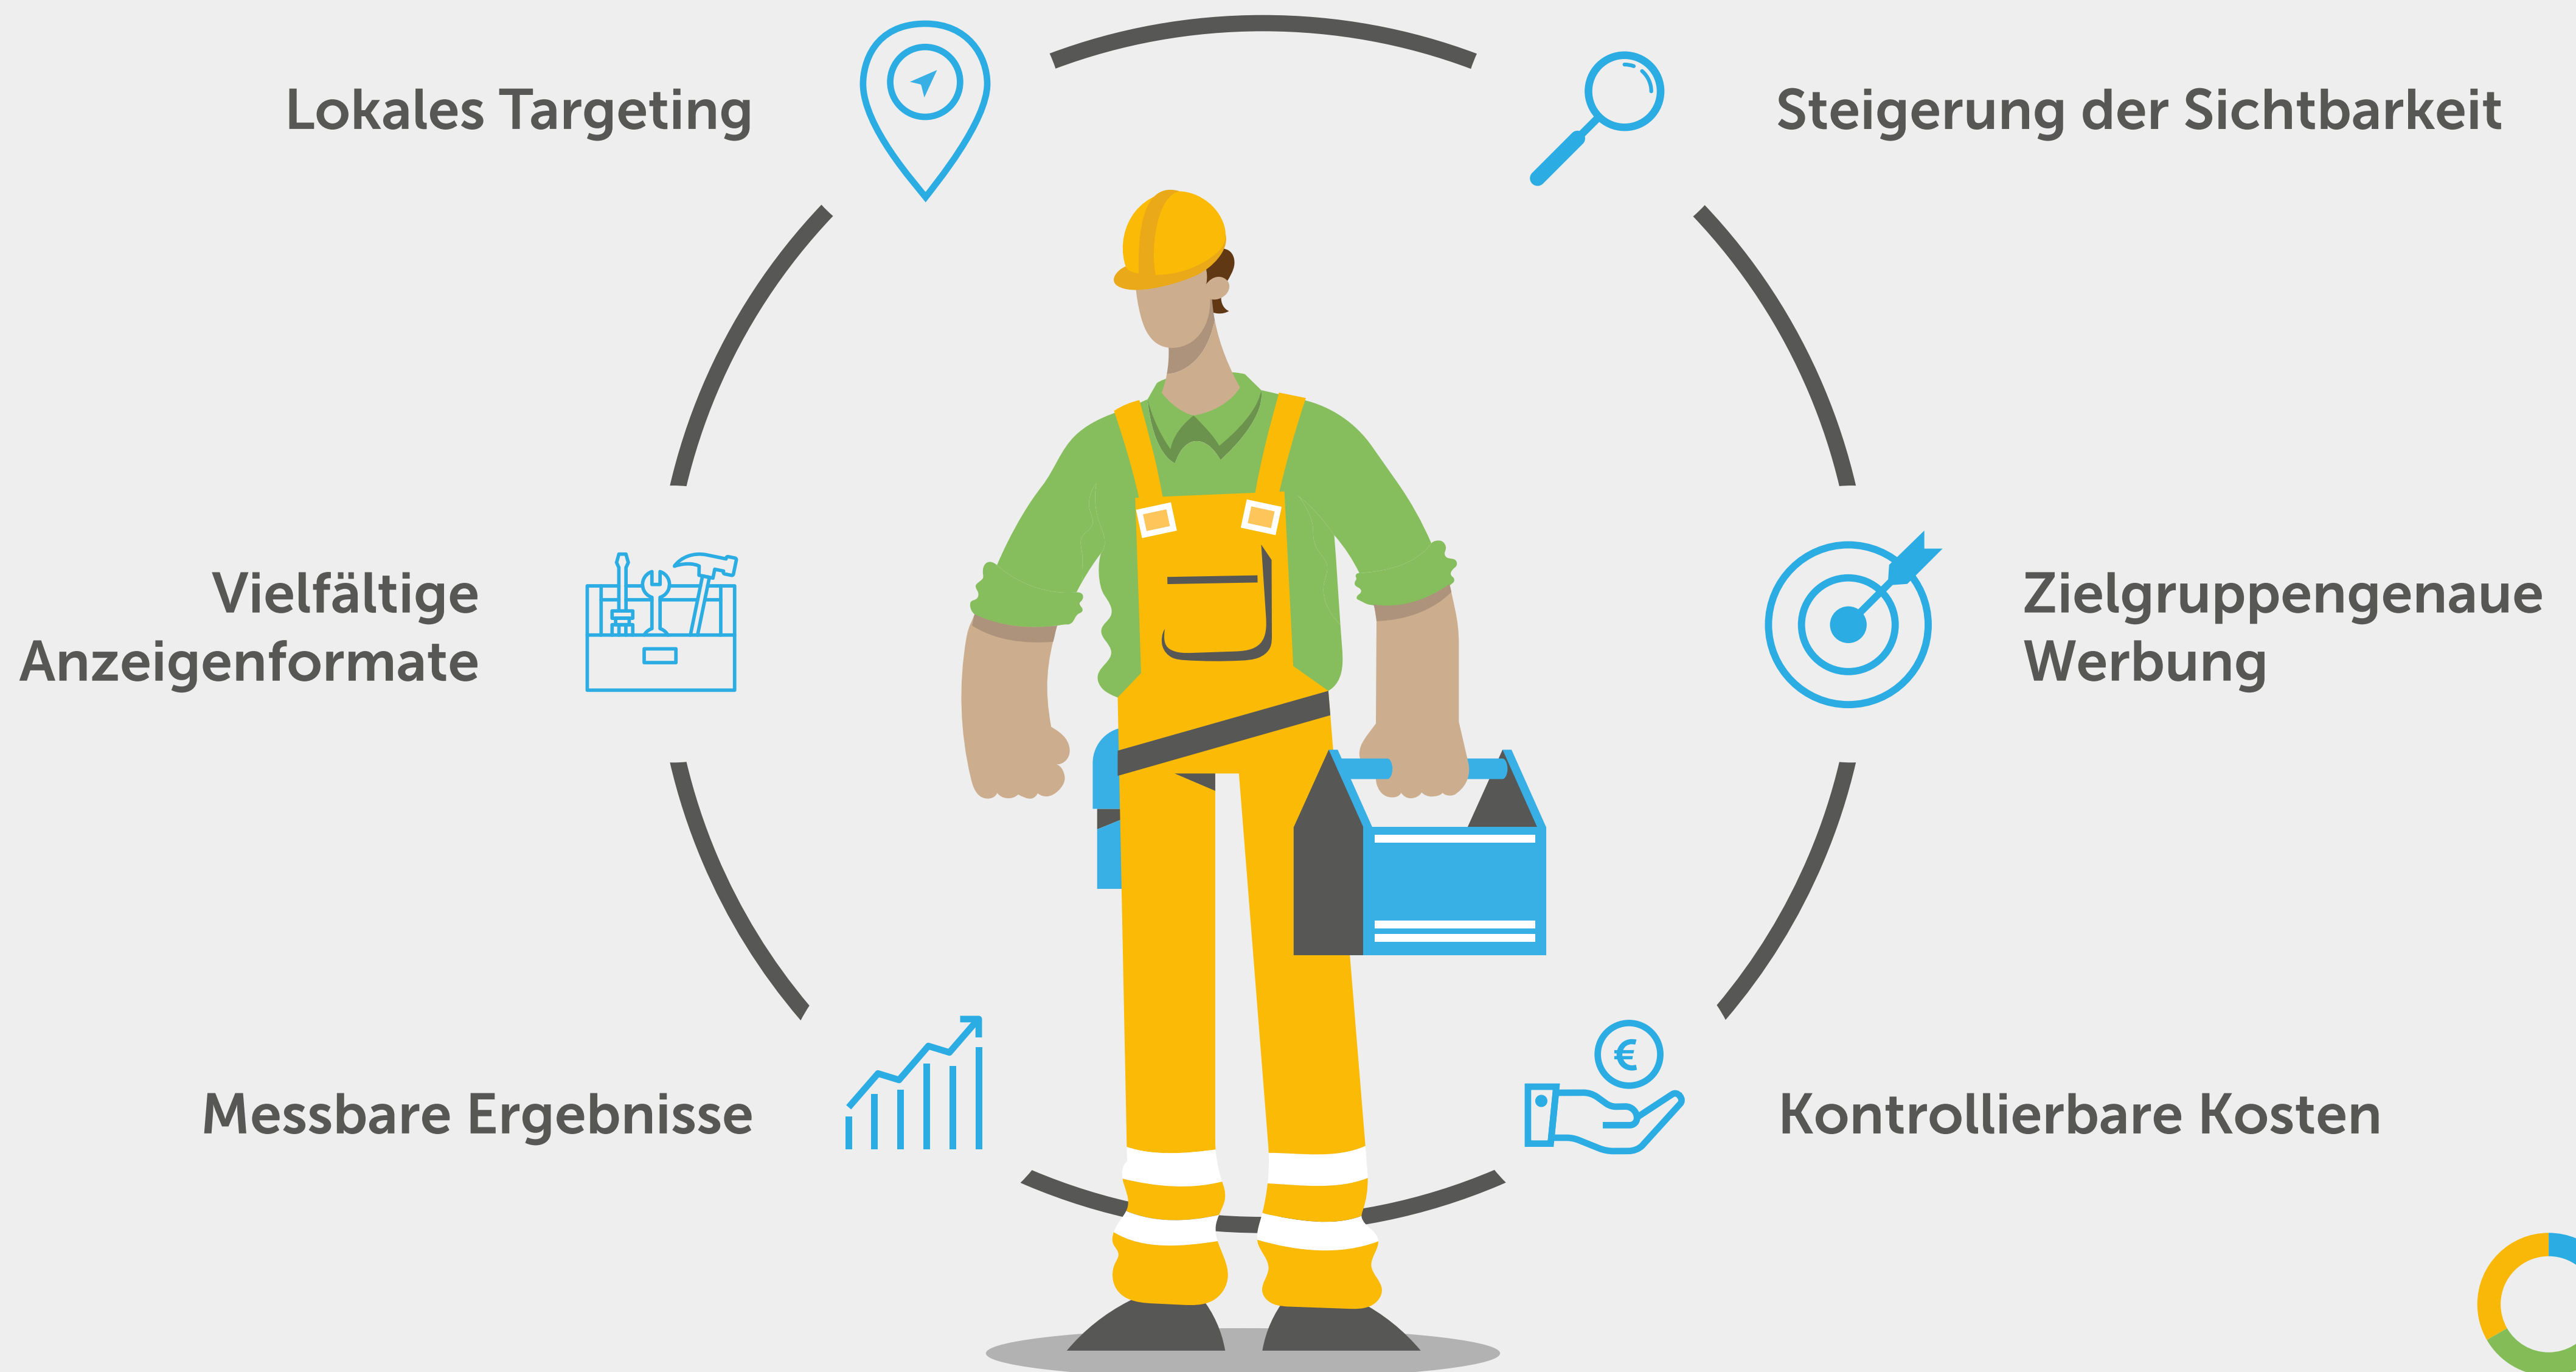 Lokales Targeting
Steigerung der Sichtbarkeit
Vielfältige
Anzeigenformate
Zielgruppengenaue
Werbung
Messbare Ergebnisse
€
Kontrollierbare Kosten